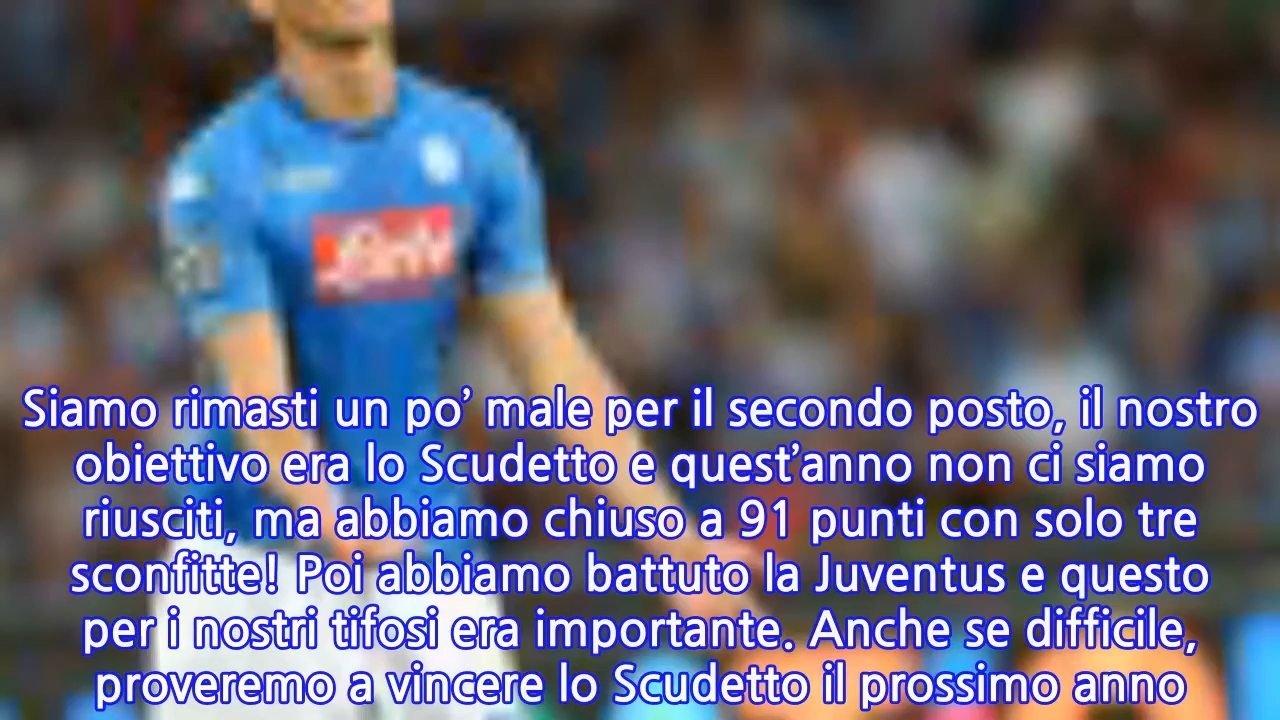 Siamo rimasti un po’ male per il secondo posto, il nostro
obiettivo era lo Scudetto e quest’anno non ci siamo
riusciti, ma abbiamo chiuso a 91 punti con solo tre
sconfitte! Poi abbiamo battuto la Juventus e questo
per i nostri tifosi era importante. Anche se difficile,
proveremo a vincere lo Scudetto il prossimo anno